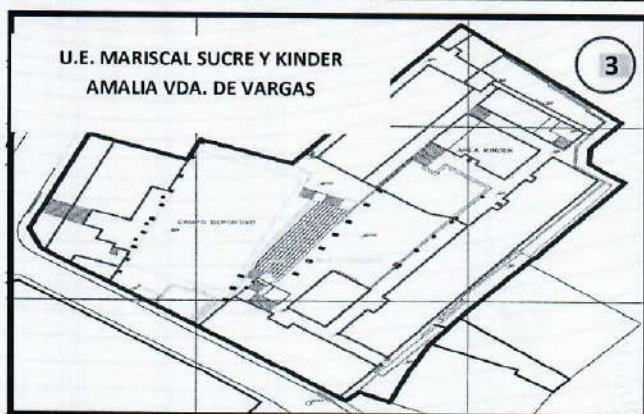 U.E. MARISCAL SUCRE Y KINDER
AMALIA VDA. DE VARGAS
3
AREA KINDER
CAMPO DEPORTIVO